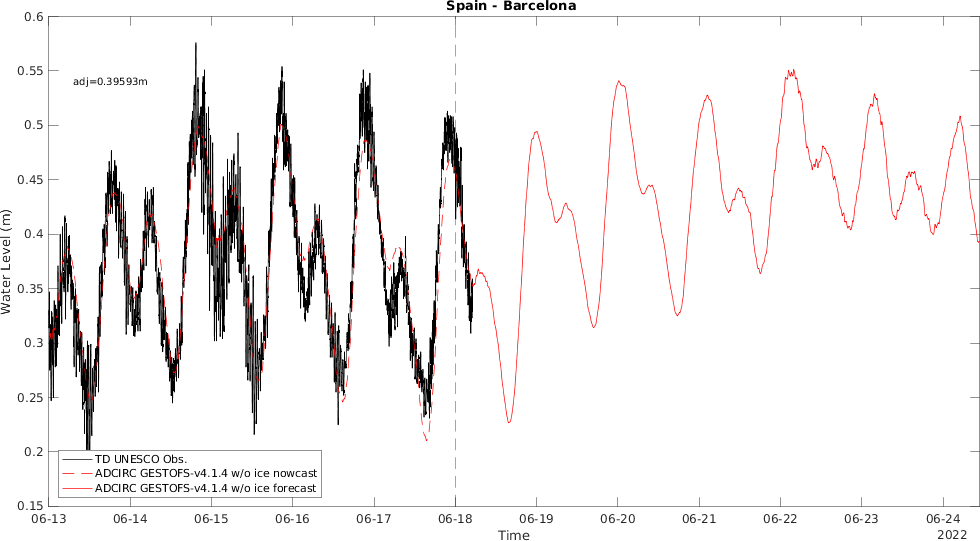 Spain - Barcelona
0.6
0.55
0.5
0.45
0.4
0.35
0.3
0.25
0.2
0.15
Water Level (m)
adj=0.39593m
TD UNESCO Obs.
ADCIRC GESTOFS-v4.1.4 w/o ice nowcast
ADCIRC GESTOFS-v4.1.4 w/o ice forecast
06-13 06-14 06-15 06-16 06-17 06-18 06-19 06-20 06-21 06-22 06-23 06-24
Time
2022